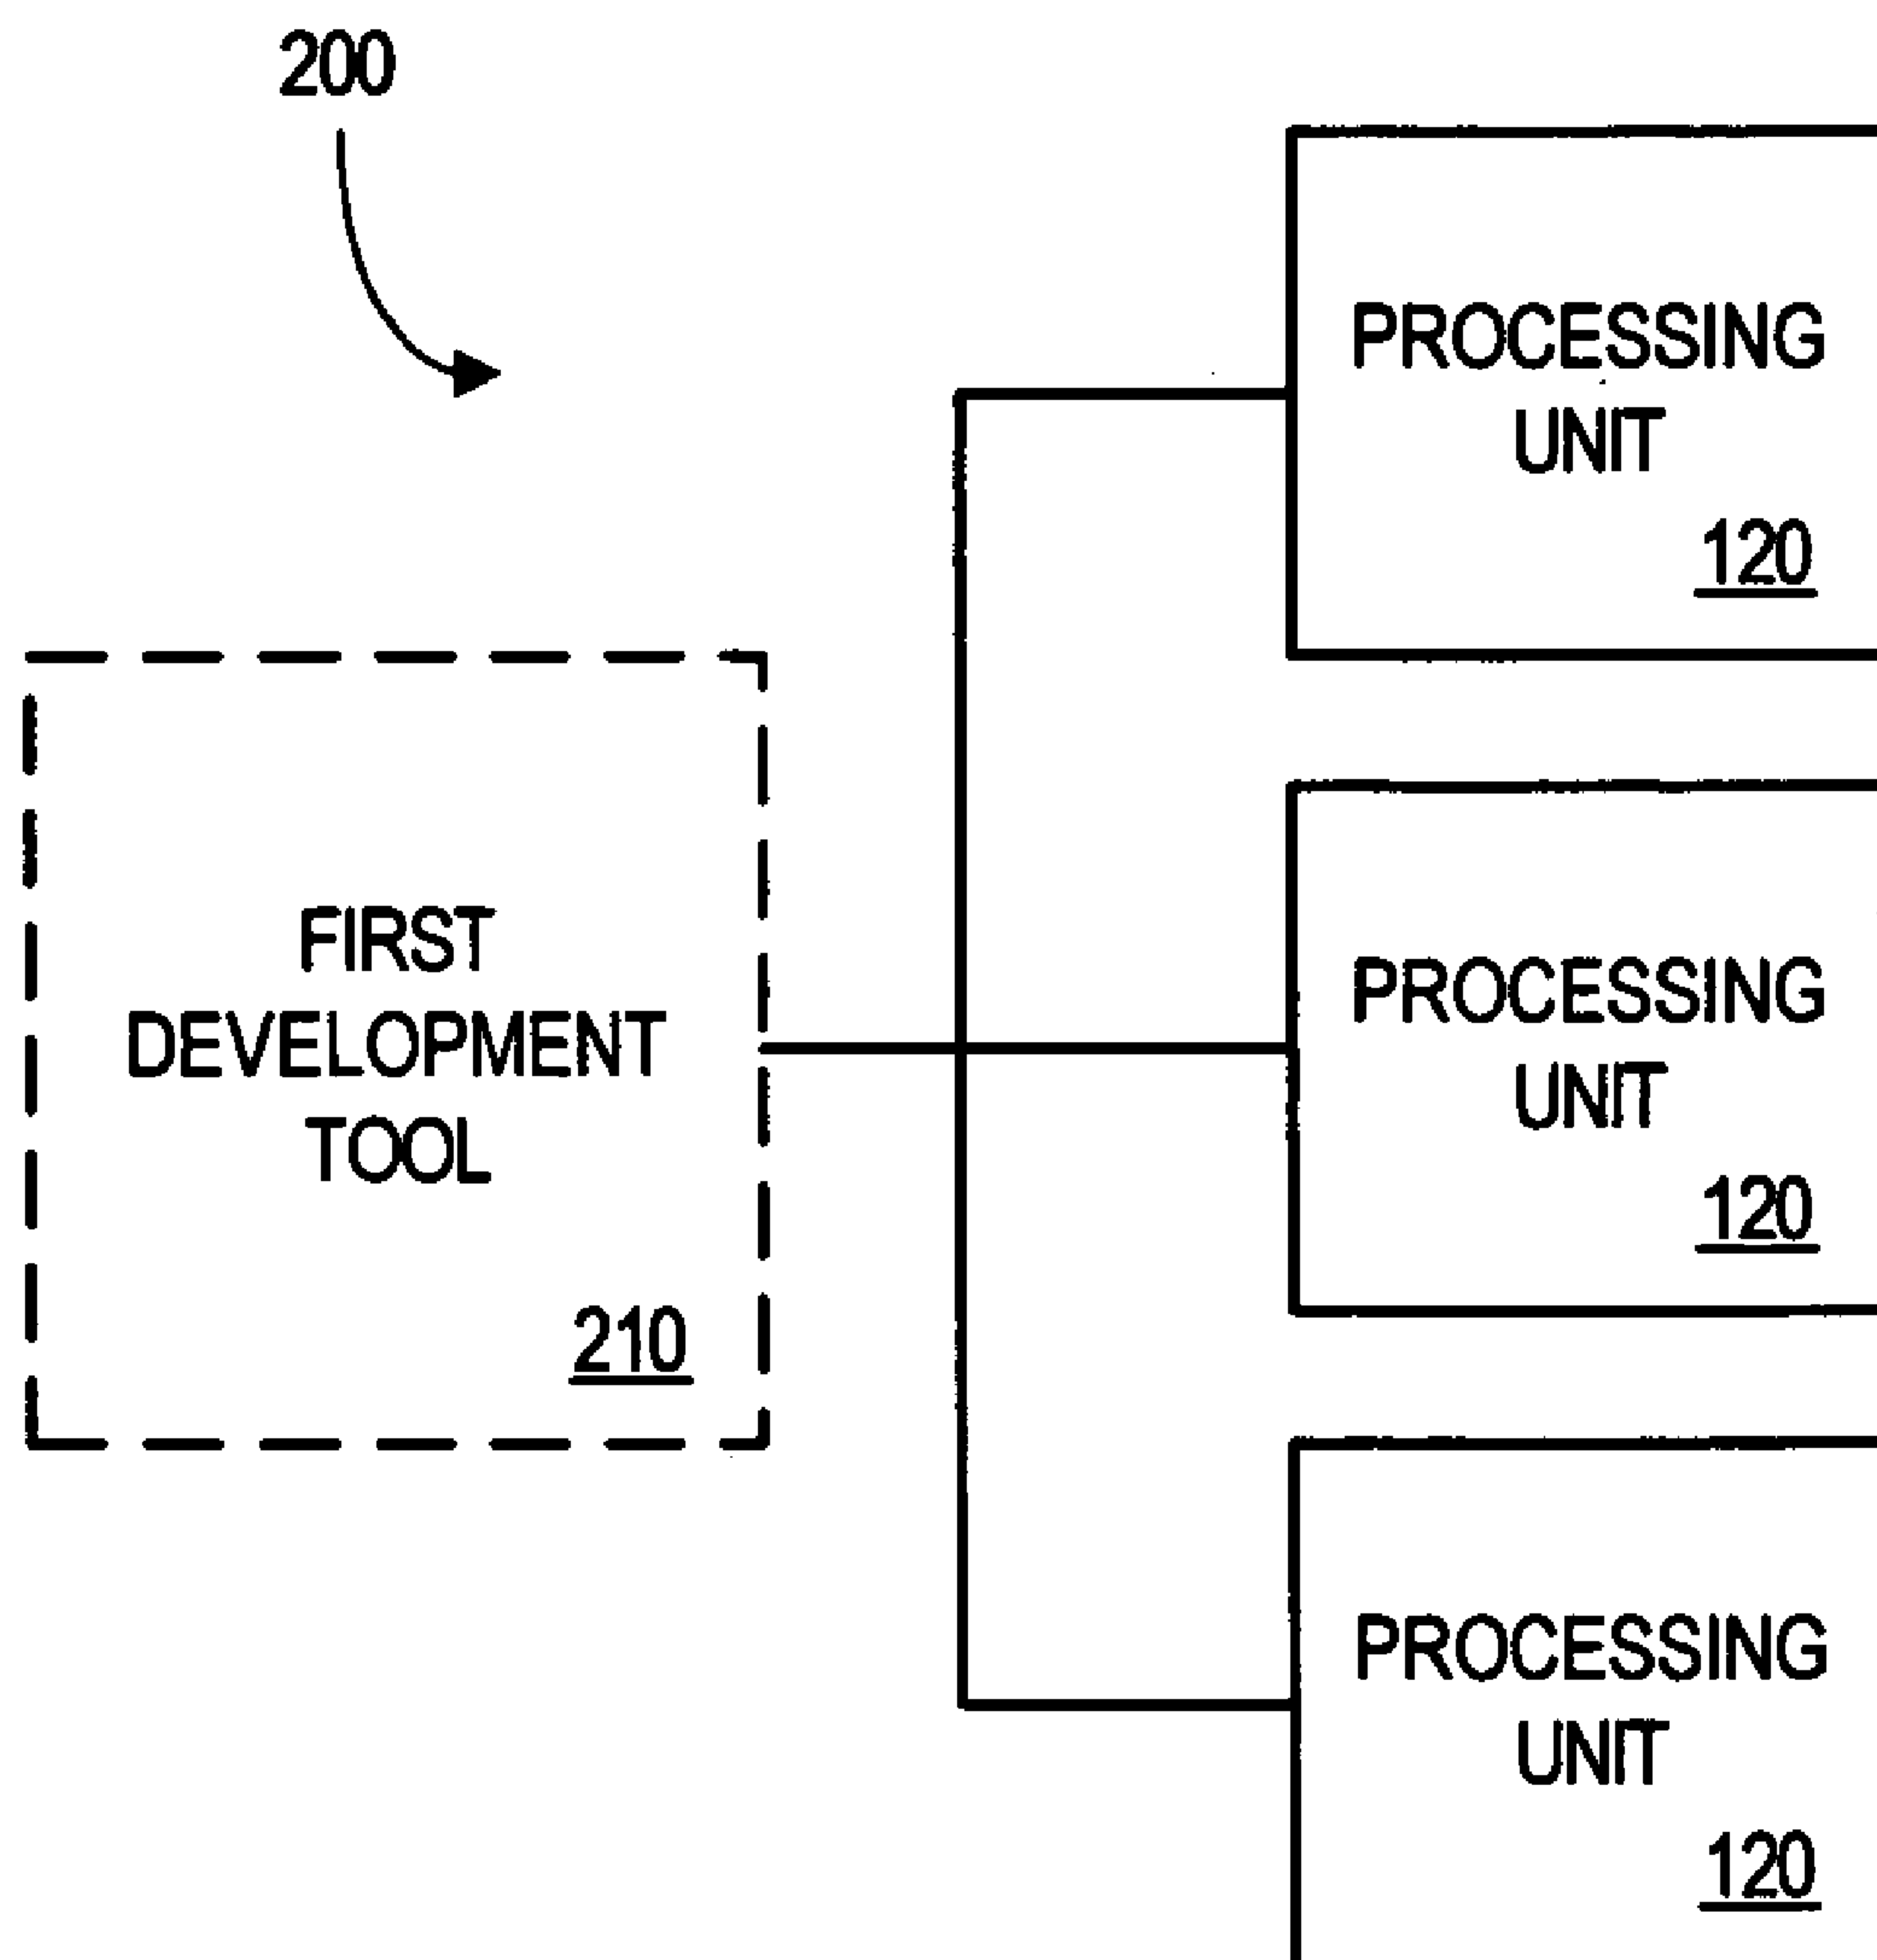 200
PROCESSING
UNIT
120
FIRST
DEVELOPMENT
TOOL
210
PROCESSING
UNIT
120
PROCESSING
UNIT
120